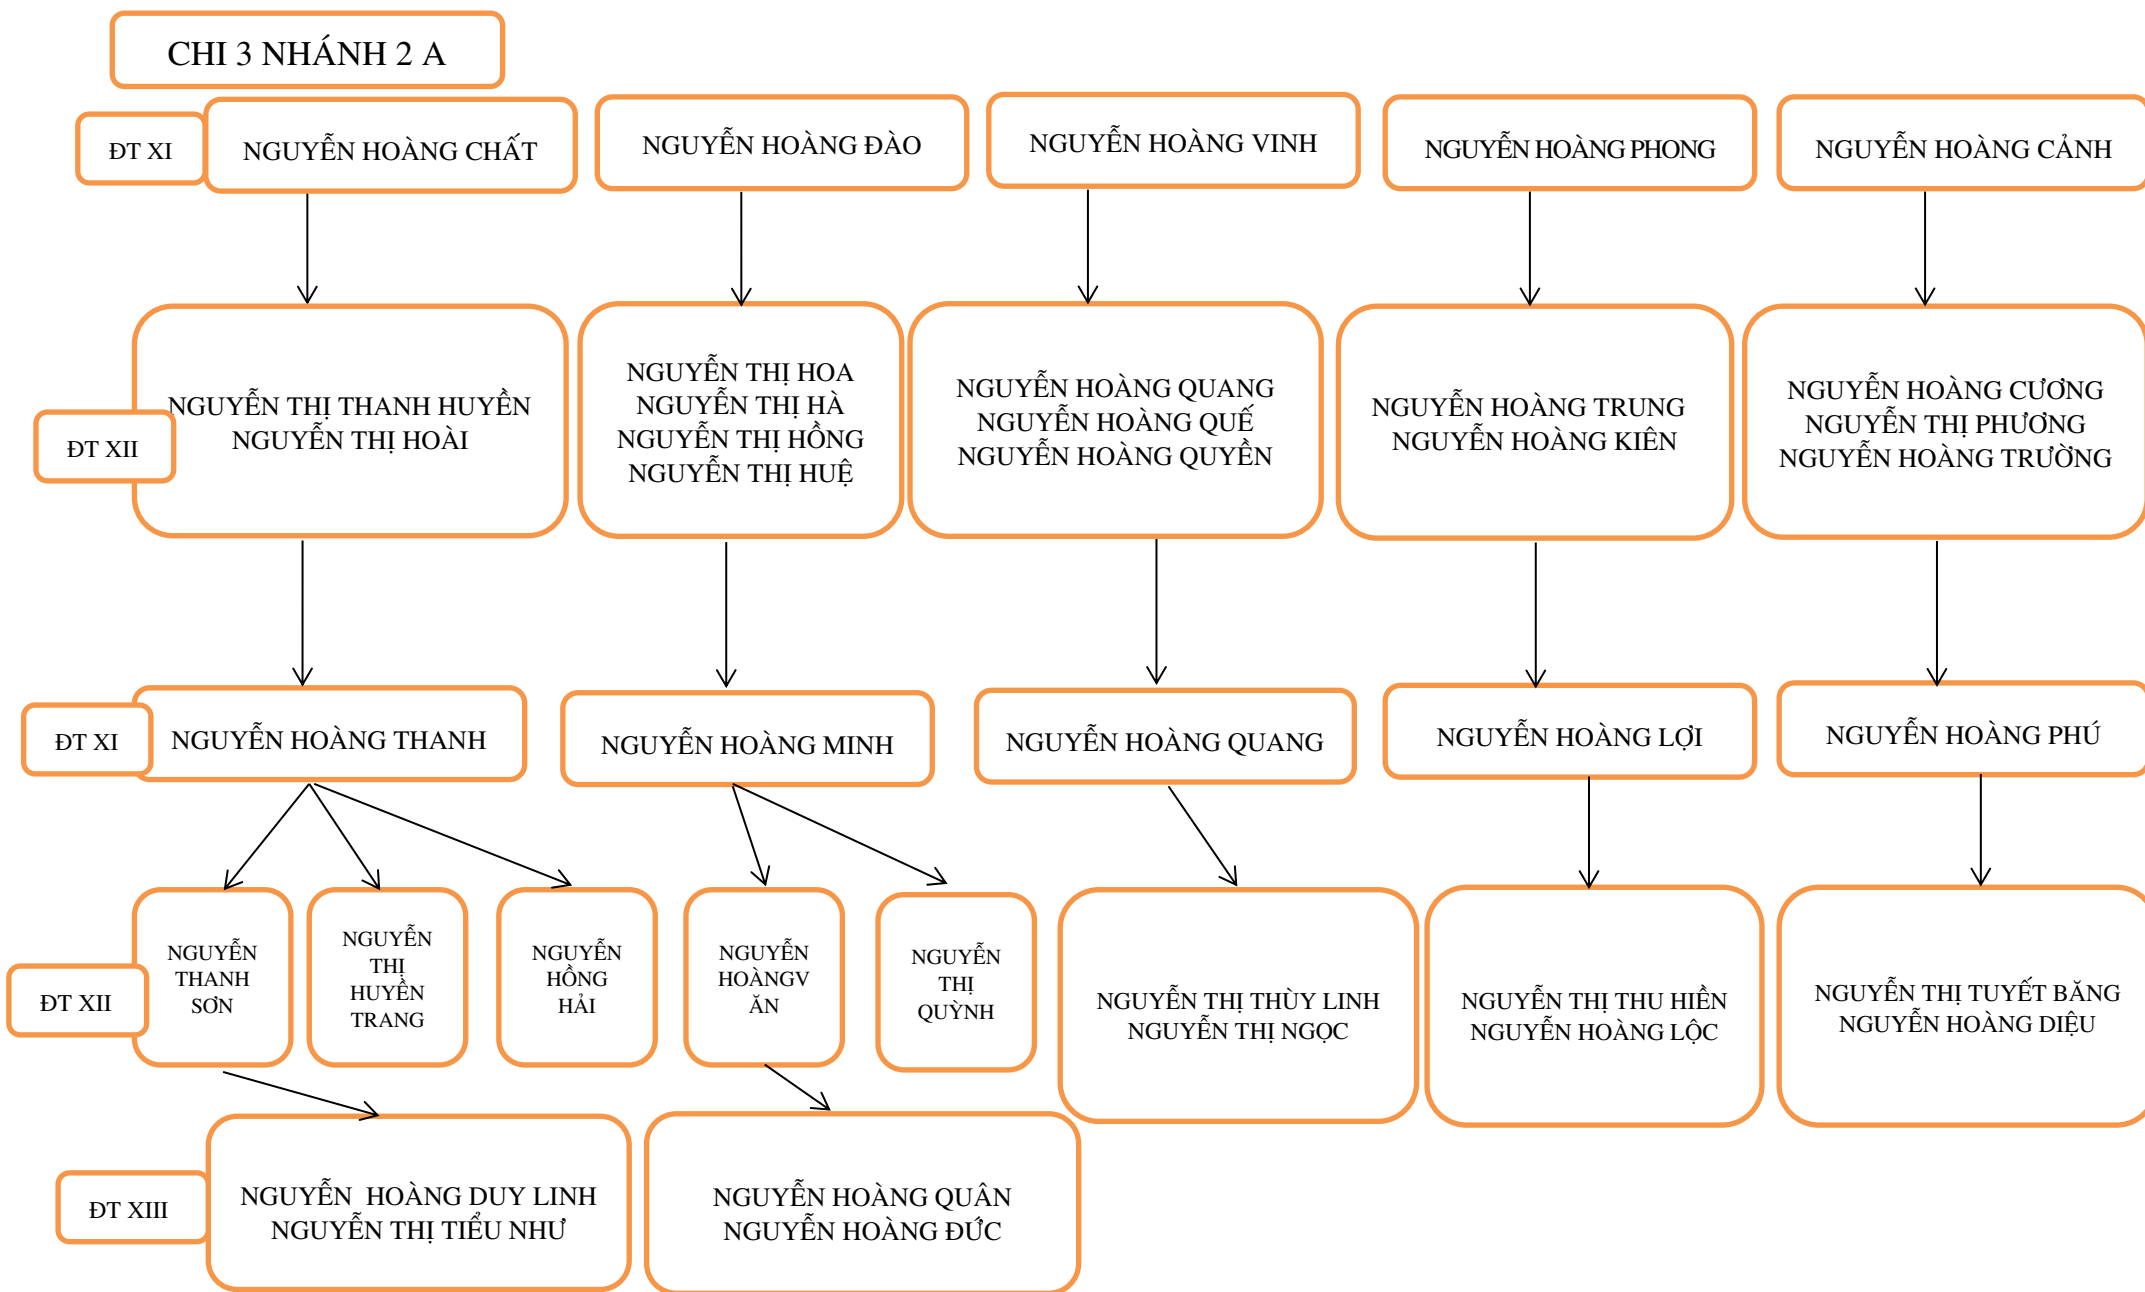 CHI 3 NHÁNH 2 A
ĐT XI
NGUYỄN HOÀNG CHẤT
NGUYỄN HOÀNG ĐÀO
NGUYỄN HOÀNG VINH
NGUYỄN HOÀNG PHONG
NGUYỄN HOÀNG CẢNH
ĐT XII
NGUYỄN THỊ THANH HUYỀN
NGUYỄN THỊ HOÀI
NGUYỄN THỊ HOA
NGUYỄN THỊ HÀ
NGUYỄN THỊ HỒNG
NGUYỄN THỊ HUỆ
NGUYỄN HOÀNG QUANG
NGUYỄN HOÀNG QUẾ
NGUYỄN HOÀNG QUYỀN
NGUYỄN HOÀNG TRUNG
NGUYỄN HOÀNG KIÊN
NGUYỄN HOÀNG CƯƠNG
NGUYỄN THỊ PHƯƠNG
NGUYỄN HOÀNG TRƯỜNG
ĐT XI
NGUYỄN HOÀNG THANH
NGUYỄN HOÀNG MINH
NGUYỄN HOÀNG QUANG
NGUYỄN HOÀNG LỢI
NGUYỄN HOÀNG PHÚ
ĐT XII
NGUYỄN
THANH
SƠN
NGUYỄN
THỊ
HUYỀN
TRANG
NGUYỄN
HỒNG
HẢI
NGUYỄN
HOÀNGV
ĂN
NGUYỄN
THỊ
QUỲNH
NGUYỄN THỊ THÙY LINH
NGUYỄN THỊ NGỌC
NGUYỄN THỊ THU HIỀN
NGUYỄN HOÀNG LỘC
NGUYỄN THỊ TUYẾT BĂNG
NGUYỄN HOÀNG DIỆU
ĐT XIII
NGUYỄN  HOÀNG DUY LINH
NGUYỄN THỊ TIỂU NHƯ
NGUYỄN HOÀNG QUÂN
NGUYỄN HOÀNG ĐỨC